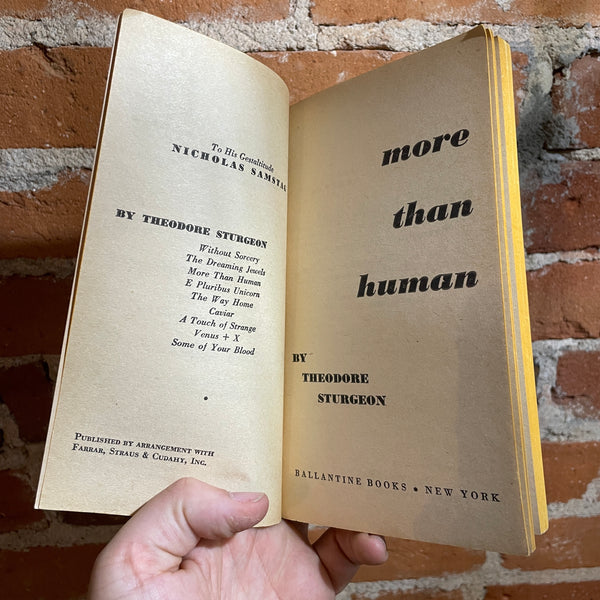 To His Gestaltitude
NICHOLAS SAMSTAG
BY THEODORE STURGEON
Without Sorcery
The Dreaming Jewels
More Than Human
E Pluribus Unicorn
The Way Home
Caviar
A Touch of Strange
Venus + X
Some of Your Blood
PUBLISHED BY ARRANGEMENT WITH
FARRAR, STRAUS & CUDAHY, INC.
more
than
human
BY
THEODORE
STURGEON
BALLANTINE BOOKS • NEW YORK